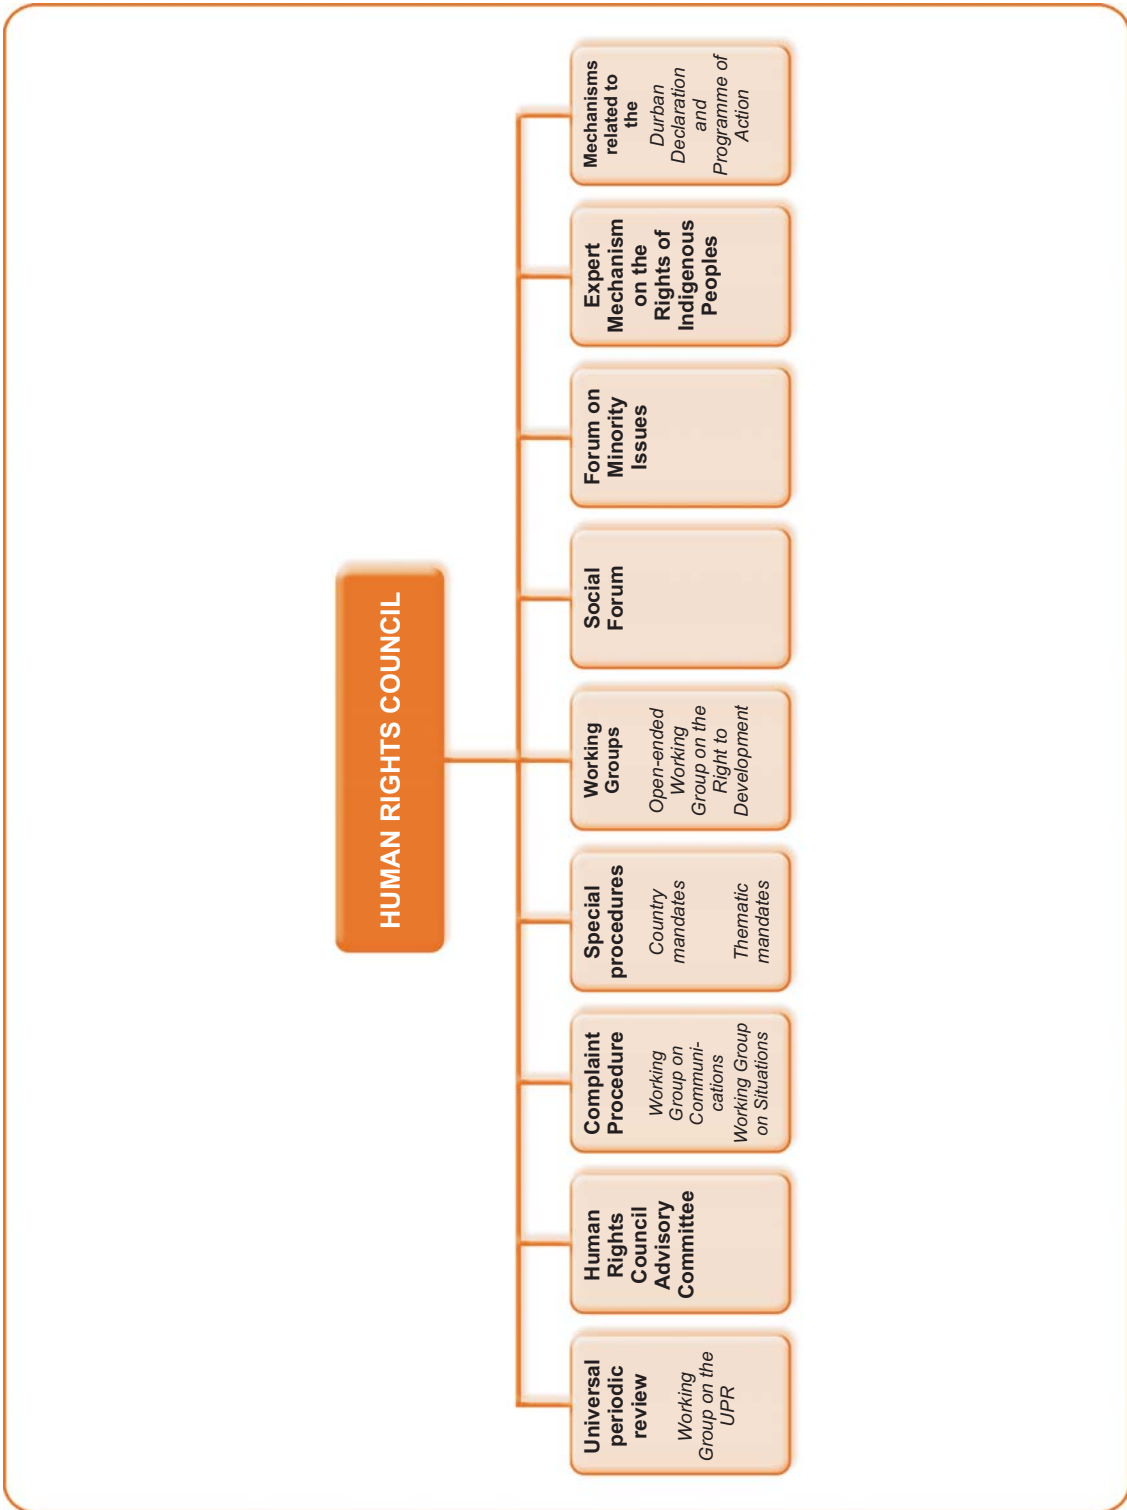 HUMAN RIGHTS COUNCIL
Universal
periodic
review
Working
Group on the
UPR
Human
Rights
Council
Advisory
Committee
Complaint
Procedure
Working
Group on
Communi-
cations
Working Group
on Situations
Special
procedures
Country
mandates
Thematic
mandates
Working
Groups
Open-ended
Working
Group on the
Right to
Development
Social
Forum
Forum on
Minority
Issues
Expert
Mechanism
on the
Rights of
Indigenous
Peoples
Mechanisms
related to
the
Durban
Declaration
and
Programme of
Action